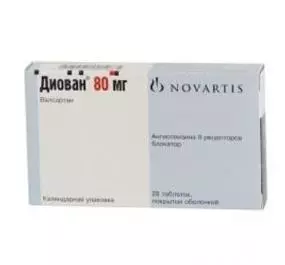 Диован® 80 мг
Валсартан
NOVARTIS
Ангиотензина II рецепторов
блокатор
28 таблеток,
покрытых оболочкой
Календарная упаковка